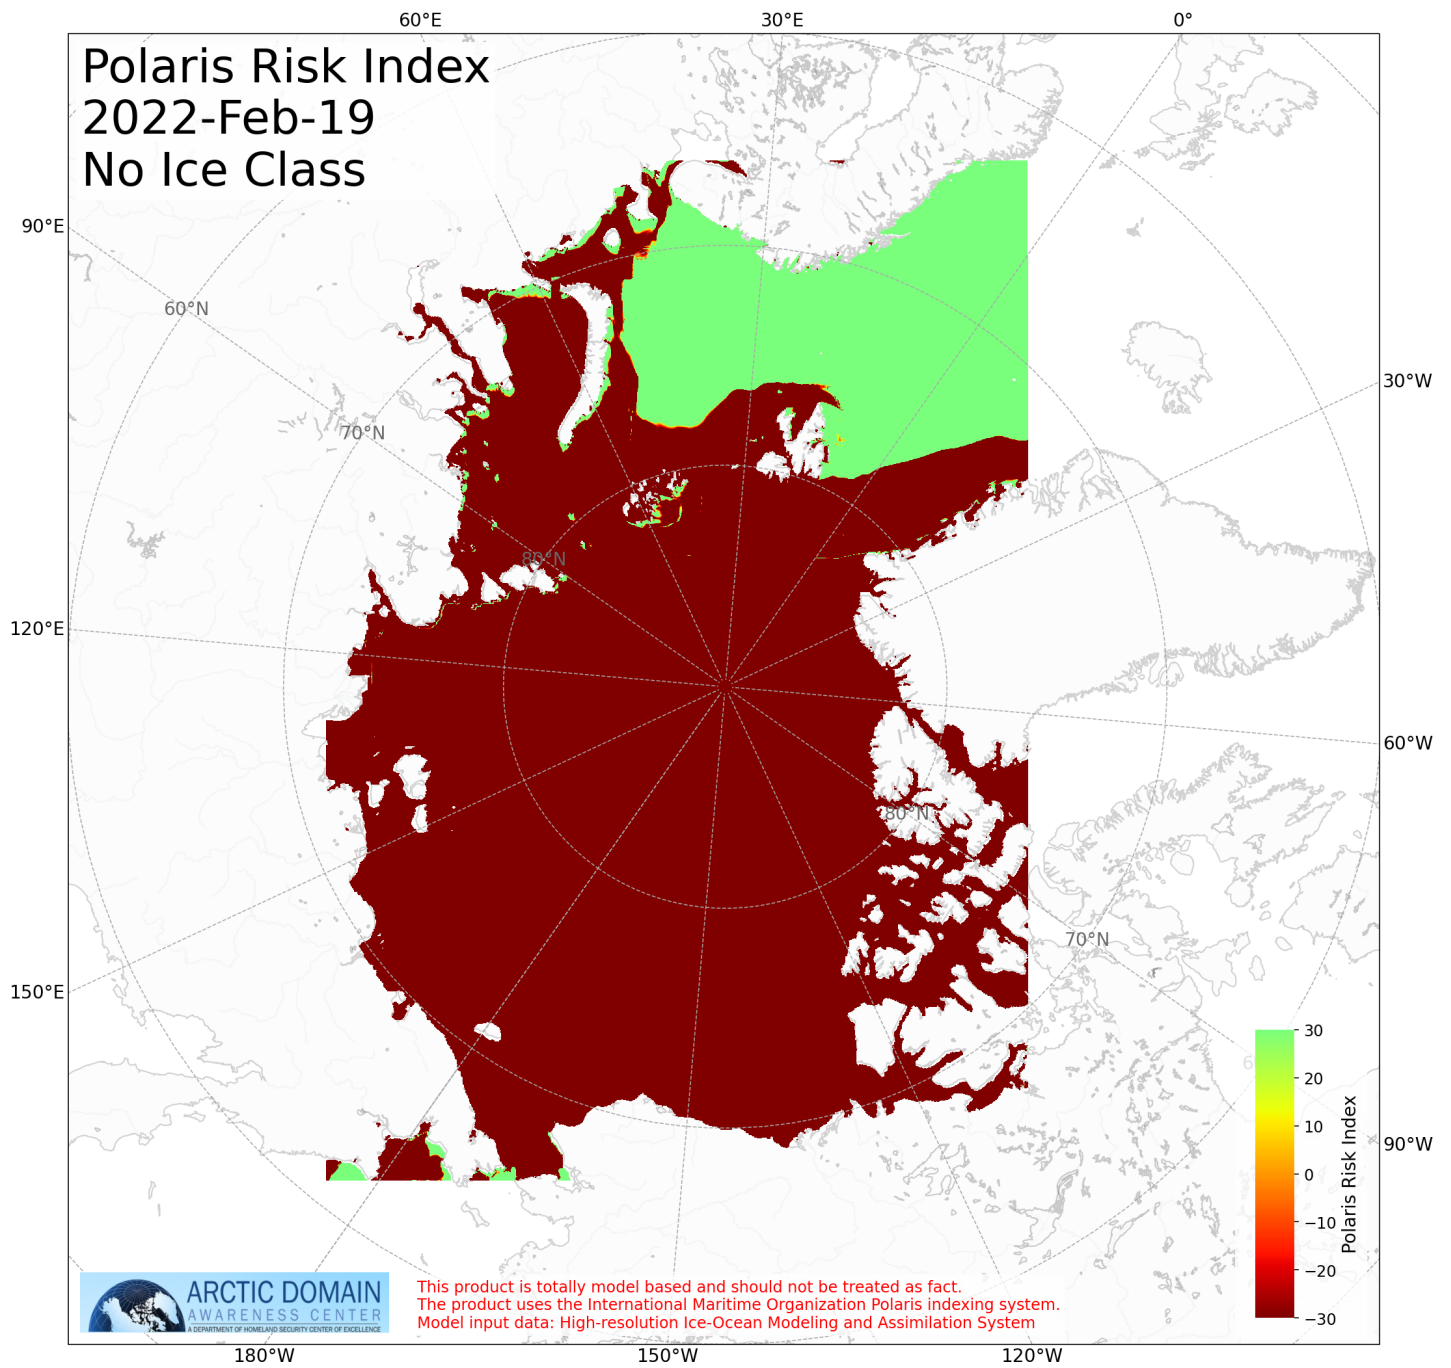 60°E 30°E 0°
Polaris Risk Index
2022-Feb-19
No Ice Class
90°E
60°N
30°W
70°N
80°N
120°E
60°W
80°N
70°N
150°E
30
20
10
0
−10
−20
−30
Polaris Risk Index
90°W
ARCTIC DOMAIN
AWARENESS CENTER
A DEPARTMENT OF HOMELAND SECURITY CENTER OF EXCELLENCE
This product is totally model based and should not be treated as fact.
The product uses the International Maritime Organization Polaris indexing system.
Model input data: High-resolution Ice-Ocean Modeling and Assimilation System
180°W 150°W 120°W